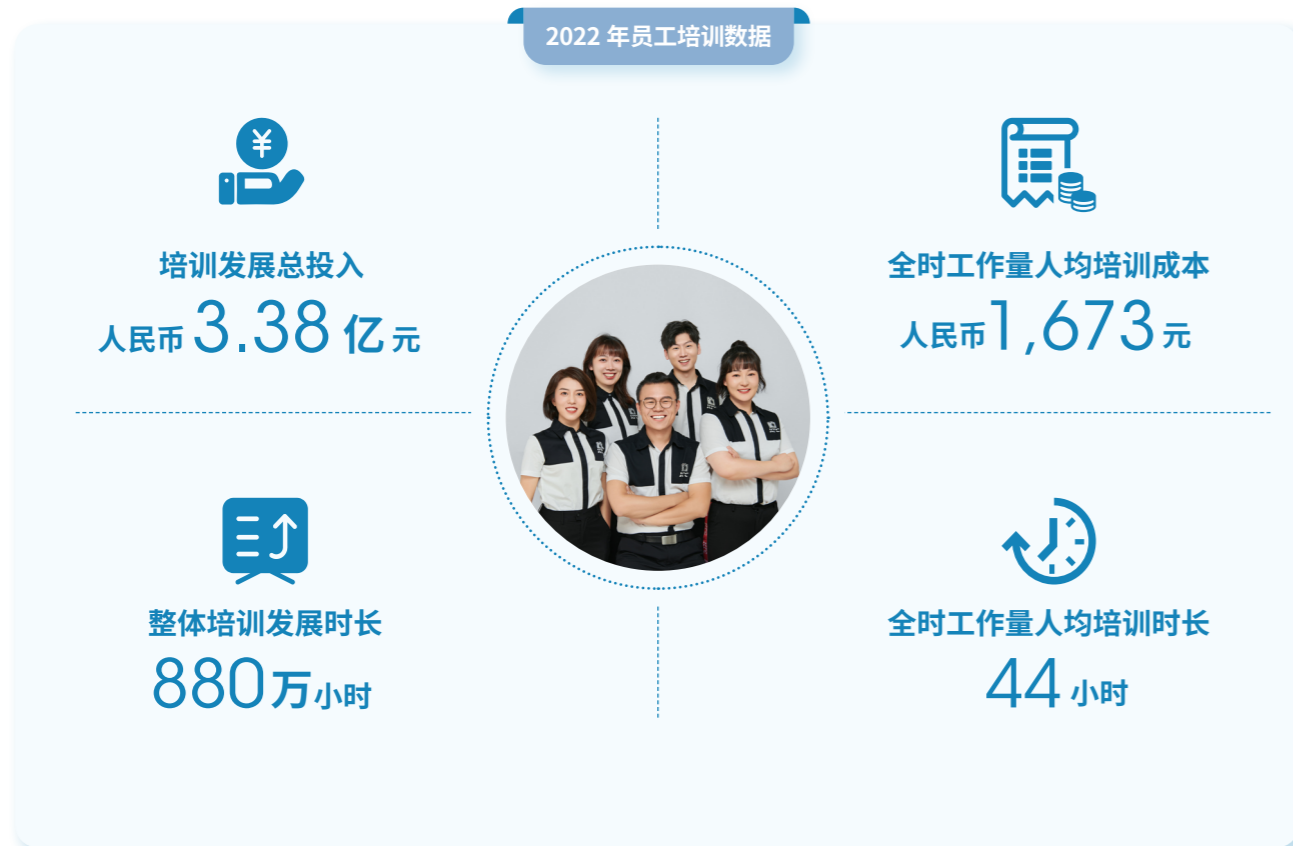 2022 年员工培训数据
培训发展总投入
人民币 3.38 亿元
全时工作量人均培训成本
人民币1,673 元
整体培训发展时长
880万小时
全时工作量人均培训时长
44 小时